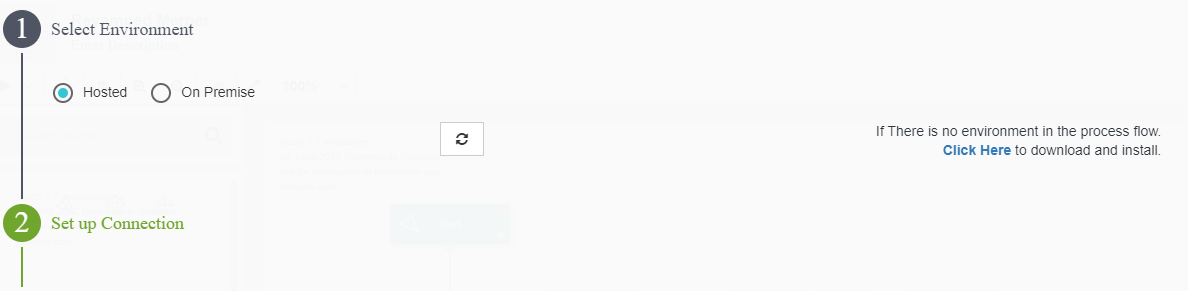 1 Select Environment
Hosted On Premise
If There is no environment in the process flow.
Click Here to download and install.
2 Set up Connection